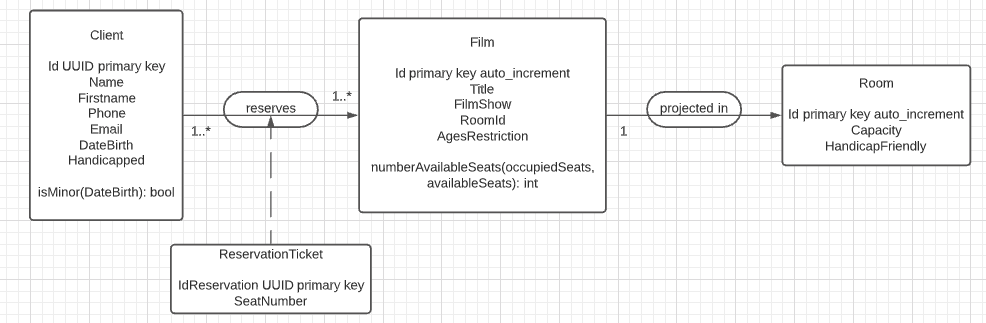 Client
Id UUID primary key
Name
Firstname
Phone
Email
DateBirth
Handicapped
isMinor(DateBirth): bool
1..*
reserves
1..*
Film
Id primary key auto_increment
Title
FilmShow
RoomId
AgesRestriction
numberAvailableSeats(occupiedSeats,
availableSeats): int
1
projected in
Room
Id primary key auto_increment
Capacity
HandicapFriendly
ReservationTicket
IdReservation UUID primary key
SeatNumber